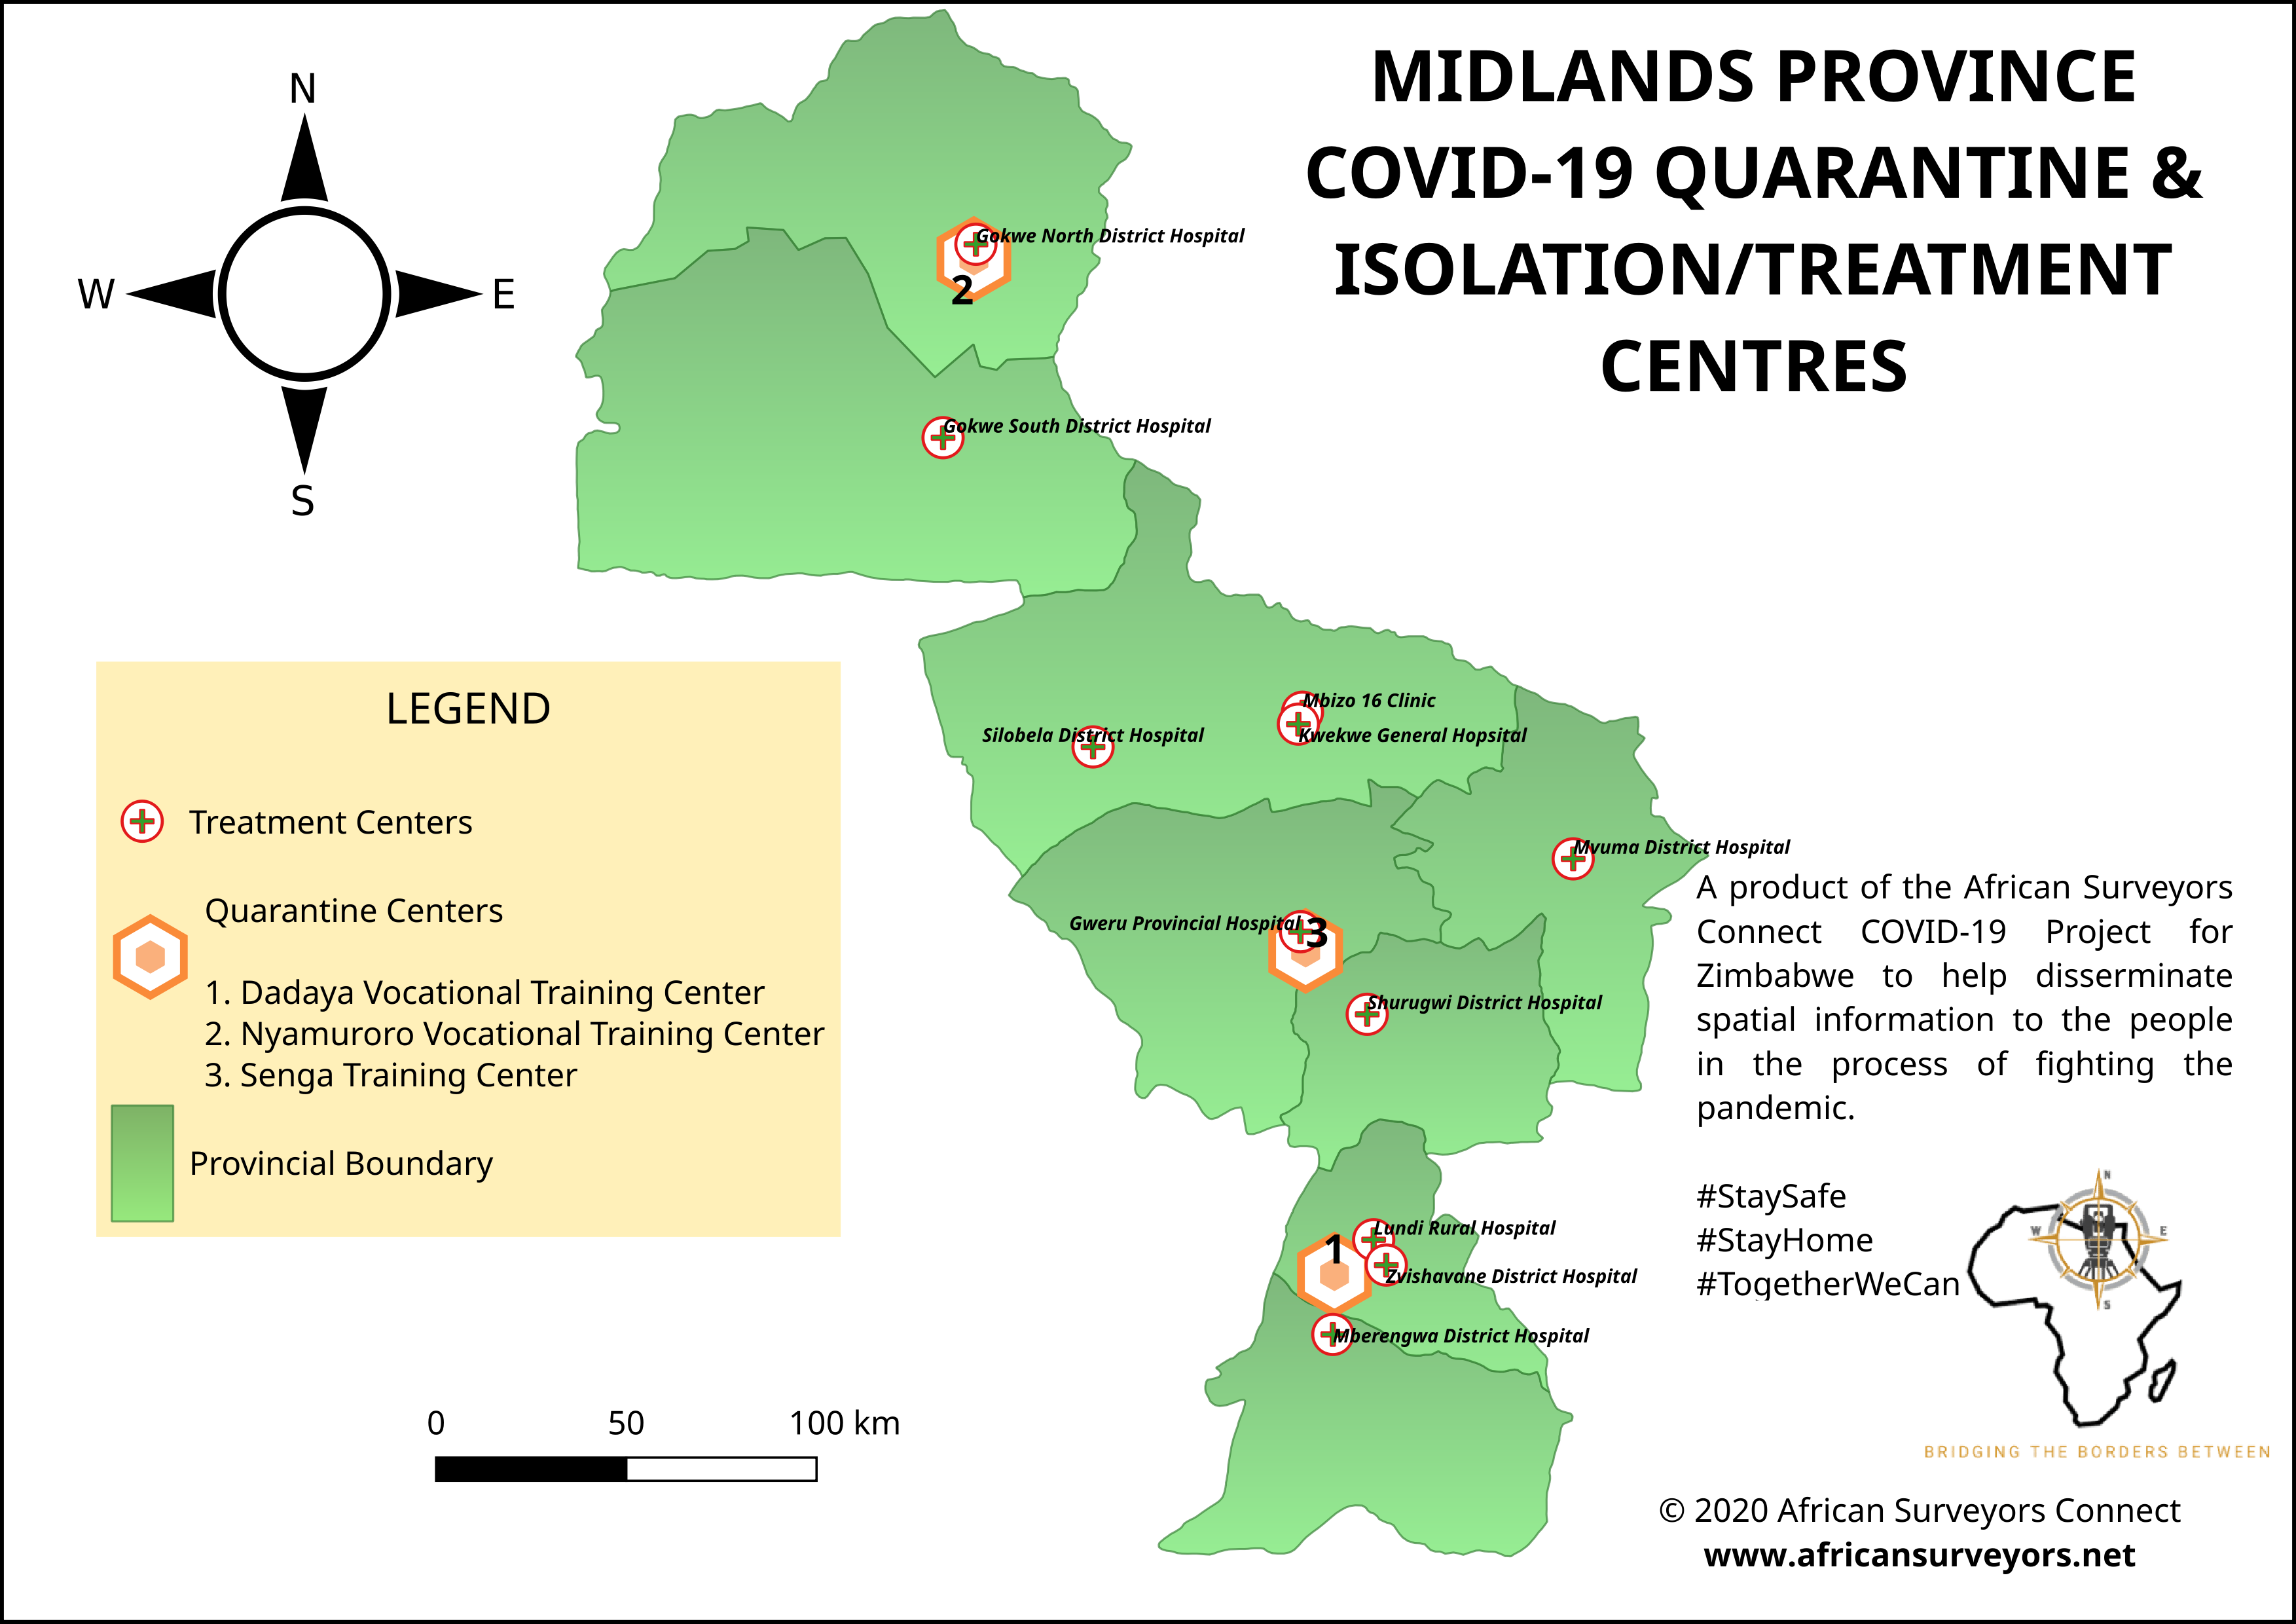 MIDLANDS PROVINCE
COVID-19 QUARANTINE &
ISOLATION/TREATMENT
CENTRES
N
W
E
S
Gokwe North District Hospital
2
Gokwe South District Hospital
Mbizo 16 Clinic
Silobela District Hospital
Kwekwe General Hopsital
Mvuma District Hospital
Gweru Provincial Hospital
3
Shurugwi District Hospital
Lundi Rural Hospital
1
Zvishavane District Hospital
Mberengwa District Hospital
LEGEND
Treatment Centers
Quarantine Centers
1. Dadaya Vocational Training Center
2. Nyamuroro Vocational Training Center
3. Senga Training Center
Provincial Boundary
0 50 100 km
A product of the African Surveyors
Connect COVID-19 Project for
Zimbabwe to help disserminate
spatial information to the people
in the process of fighting the
pandemic.
#StaySafe
#StayHome
#TogetherWeCan
N
W
E
S
BRIDGING THE BORDERS BETWEEN
© 2020 African Surveyors Connect
www.africansurveyors.net